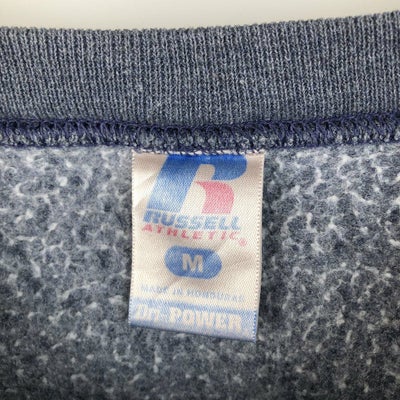 R
RUSSELL
ATHLETIC®
M
MADE IN HONDURAS
Dri-POWER